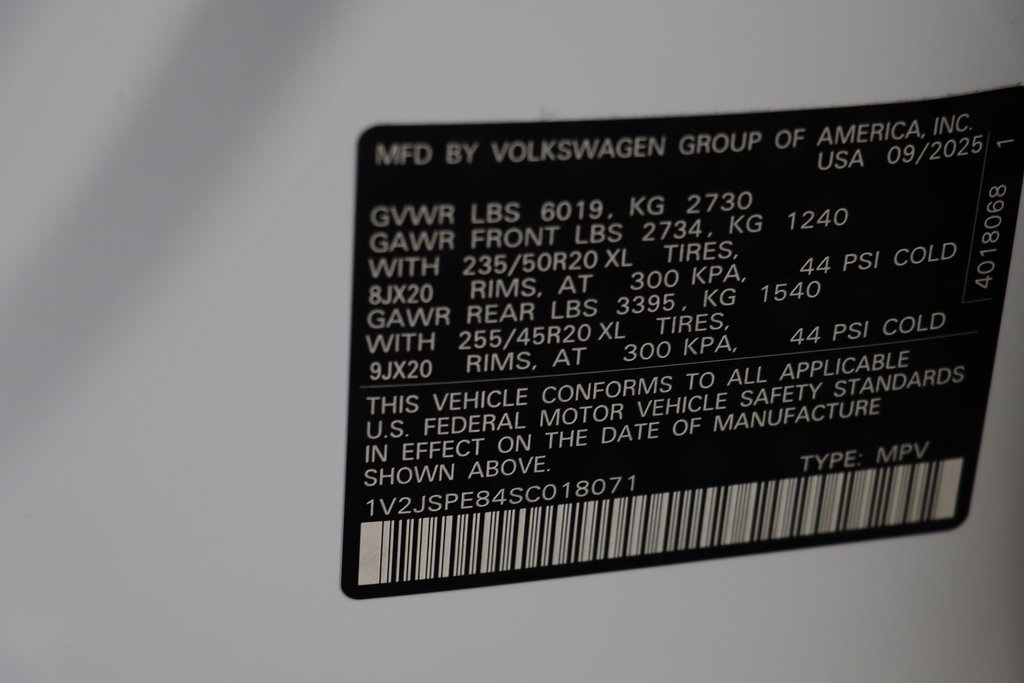 MFD BY VOLKSWAGEN GROUP OF AMERICA, INC.
USA 09/2025
GVWR LBS 6019, KG 2730
GAWR FRONT LBS 2734, KG 1240
WITH 235/50R20 XL TIRES,
8JX20 RIMS, AT 300 KPA, 44 PSI COLD
GAWR REAR LBS 3395, KG 1540
WITH 255/45R20 XL TIRES,
9JX20 RIMS, AT 300 KPA, 44 PSI COLD
THIS VEHICLE CONFORMS TO ALL APPLICABLE
U.S. FEDERAL MOTOR VEHICLE SAFETY STANDARDS
IN EFFECT ON THE DATE OF MANUFACTURE
SHOWN ABOVE.
TYPE: MPV
1V2JSPE84SC018071
4018068 1